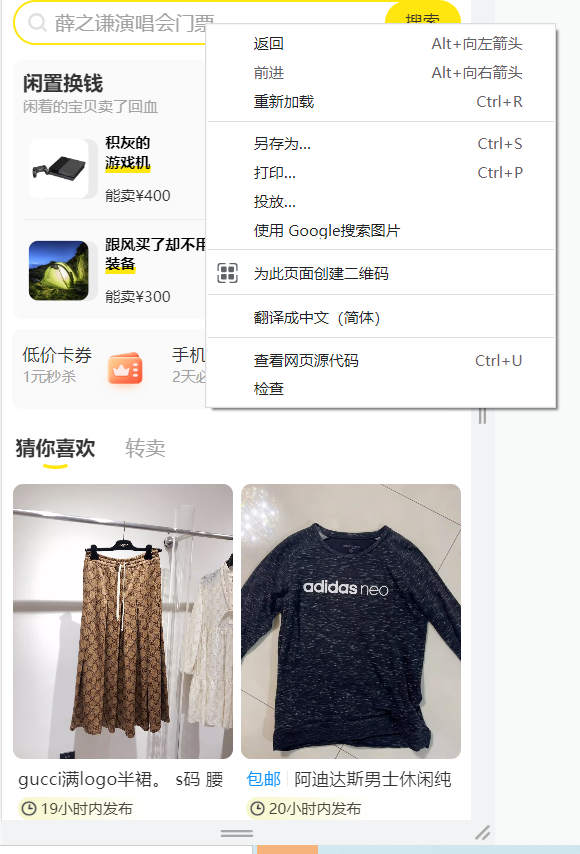 薛之谦演唱会门票
搜索
闲置换钱
闲着的宝贝卖了回血
积灰的
游戏机
能卖¥400
跟风买了却不用
装备
能卖¥300
低价卡券
1元秒杀
手机
2天必
返回 Alt+向左箭头
前进 Alt+向右箭头
重新加载 Ctrl+R
另存为... Ctrl+S
打印... Ctrl+P
投放...
使用 Google搜索图片
为此页面创建二维码
翻译成中文（简体）
查看网页源代码 Ctrl+U
检查
猜你喜欢 转卖
adidas neo
gucci满logo半裙。 s码 腰
19小时内发布
包邮 阿迪达斯男士休闲纯
20小时内发布